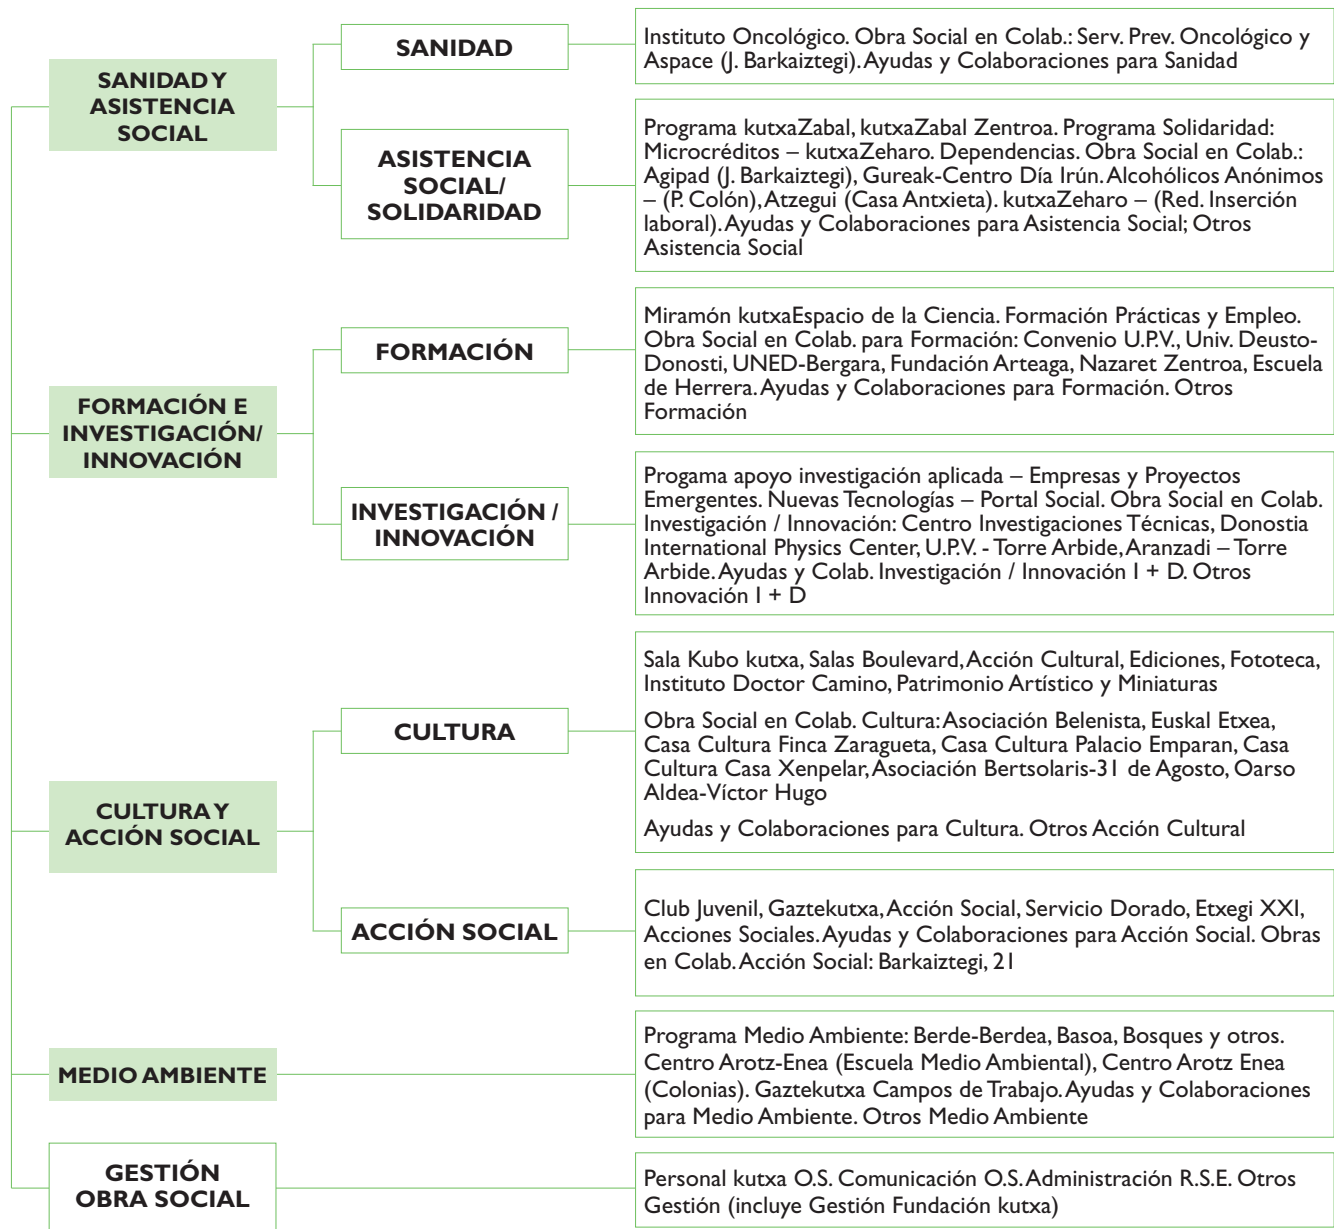 SANIDAD Y
ASISTENCIA
SOCIAL
SANIDAD
Instituto Oncológico. Obra Social en Colab.: Serv. Prev. Oncológico y
Aspace (J. Barkaiztegi). Ayudas y Colaboraciones para Sanidad
ASISTENCIA
SOCIAL/
SOLIDARIDAD
Programa kutxaZabal, kutxaZabal Zentroa. Programa Solidaridad:
Microcréditos – kutxaZeharo. Dependencias. Obra Social en Colab.:
Agipad (J. Barkaiztegi), Gureak-Centro Día Irún. Alcohólicos Anónimos
– (P. Colón), Atzegui (Casa Antxieta). kutxaZeharo – (Red. Inserción
laboral). Ayudas y Colaboraciones para Asistencia Social; Otros
Asistencia Social
FORMACIÓN E
INVESTIGACIÓN/
INNOVACIÓN
FORMACIÓN
Miramón kutxaEspacio de la Ciencia. Formación Prácticas y Empleo.
Obra Social en Colab. para Formación: Convenio U.P.V., Univ. Deusto-
Donosti, UNED-Bergara, Fundación Arteaga, Nazaret Zentroa, Escuela
de Herrera. Ayudas y Colaboraciones para Formación. Otros
Formación
INVESTIGACIÓN /
INNOVACIÓN
Progama apoyo investigación aplicada – Empresas y Proyectos
Emergentes. Nuevas Tecnologías – Portal Social. Obra Social en Colab.
Investigación / Innovación: Centro Investigaciones Técnicas, Donostia
International Physics Center, U.P.V. - Torre Arbide, Aranzadi – Torre
Arbide. Ayudas y Colab. Investigación / Innovación I + D. Otros
Innovación I + D
CULTURA Y
ACCIÓN SOCIAL
CULTURA
Sala Kubo kutxa, Salas Boulevard, Acción Cultural, Ediciones, Fototeca,
Instituto Doctor Camino, Patrimonio Artístico y Miniaturas
Obra Social en Colab. Cultura: Asociación Belenista, Euskal Etxea,
Casa Cultura Finca Zaragueta, Casa Cultura Palacio Emparan, Casa
Cultura Casa Xenpelar, Asociación Bertsolaris-31 de Agosto, Oarso
Aldea-Víctor Hugo
Ayudas y Colaboraciones para Cultura. Otros Acción Cultural
ACCIÓN SOCIAL
Club Juvenil, Gaztekutxa, Acción Social, Servicio Dorado, Etxegi XXI,
Acciones Sociales. Ayudas y Colaboraciones para Acción Social. Obras
en Colab. Acción Social: Barkaiztegi, 21
MEDIO AMBIENTE
Programa Medio Ambiente: Berde-Berdea, Basoa, Bosques y otros.
Centro Arotz-Enea (Escuela Medio Ambiental), Centro Arotz Enea
(Colonias). Gaztekutxa Campos de Trabajo. Ayudas y Colaboraciones
para Medio Ambiente. Otros Medio Ambiente
GESTIÓN
OBRA SOCIAL
Personal kutxa O.S. Comunicación O.S. Administración R.S.E. Otros
Gestión (incluye Gestión Fundación kutxa)